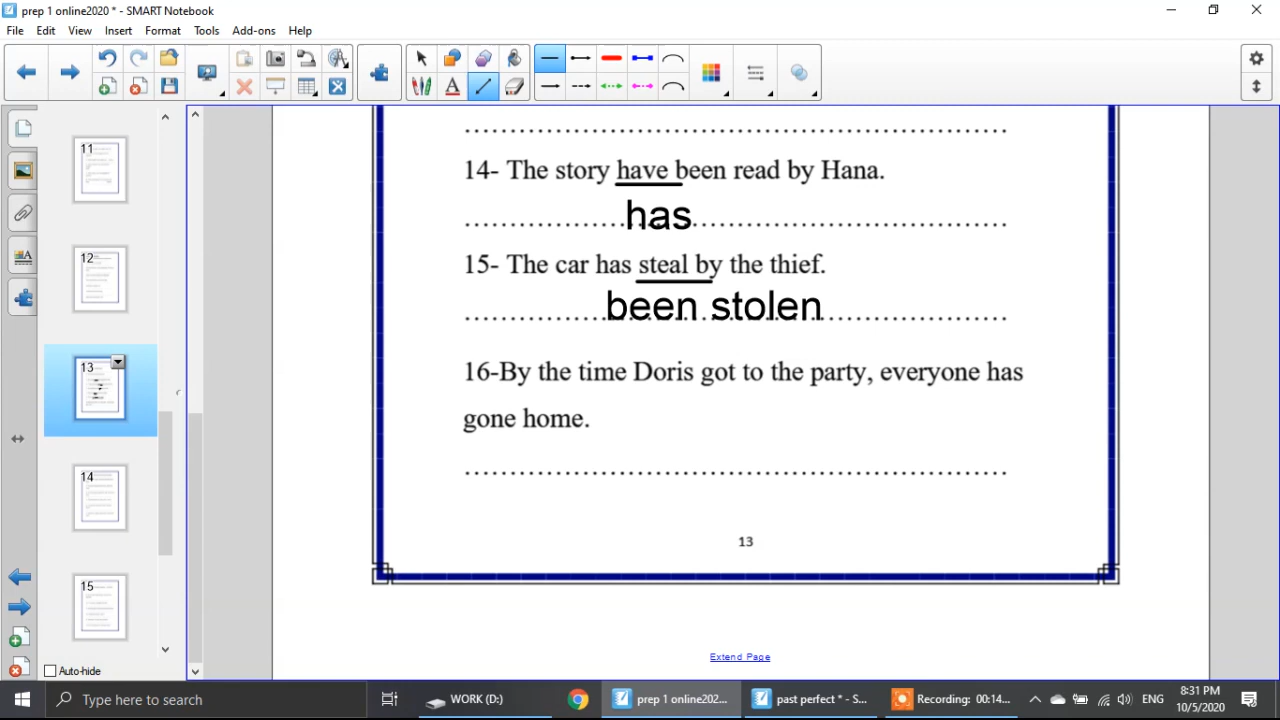 prep 1 online2020 * - SMART Notebook
File Edit View Insert Format Tools Add-ons Help
11
12
13
14
15
Auto-hide
........................................................
14- The story have been read by Hana.
has
........................................................
15- The car has steal by the thief.
been stolen
........................................................
16-By the time Doris got to the party, everyone has
gone home.
........................................................
13
Extend Page
Type here to search
WORK (D:)
prep 1 online202...
past perfect * - S...
Recording: 00:14...
ENG
8:31 PM
10/5/2020